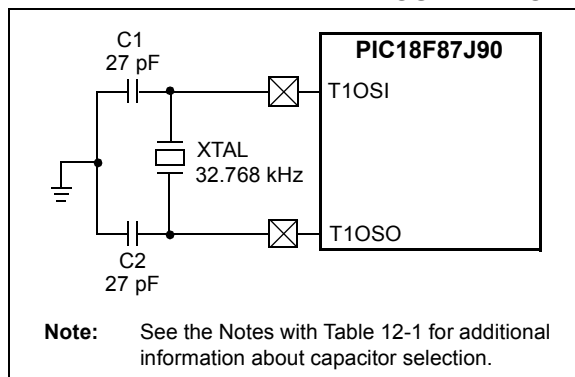 C1
27 pF
PIC18F87J90
T1OSI
XTAL
32.768 kHz
T1OSO
C2
27 pF
Note: See the Notes with Table 12-1 for additional
information about capacitor selection.